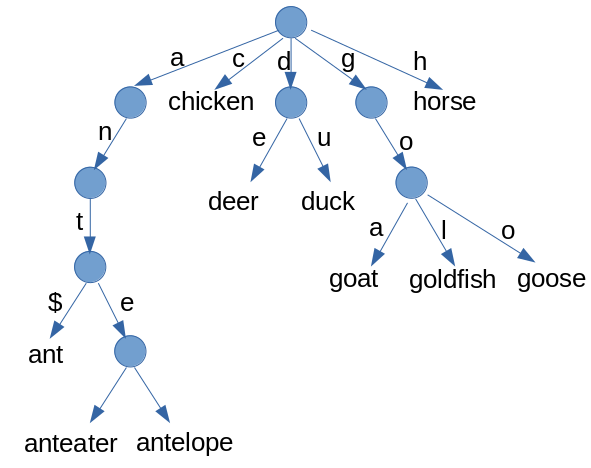 a
c
d
g
h
chicken
horse
n
e
u
o
deer
duck
t
a
l
o
goat
goldfish
goose
$
e
ant
anteater
antelope